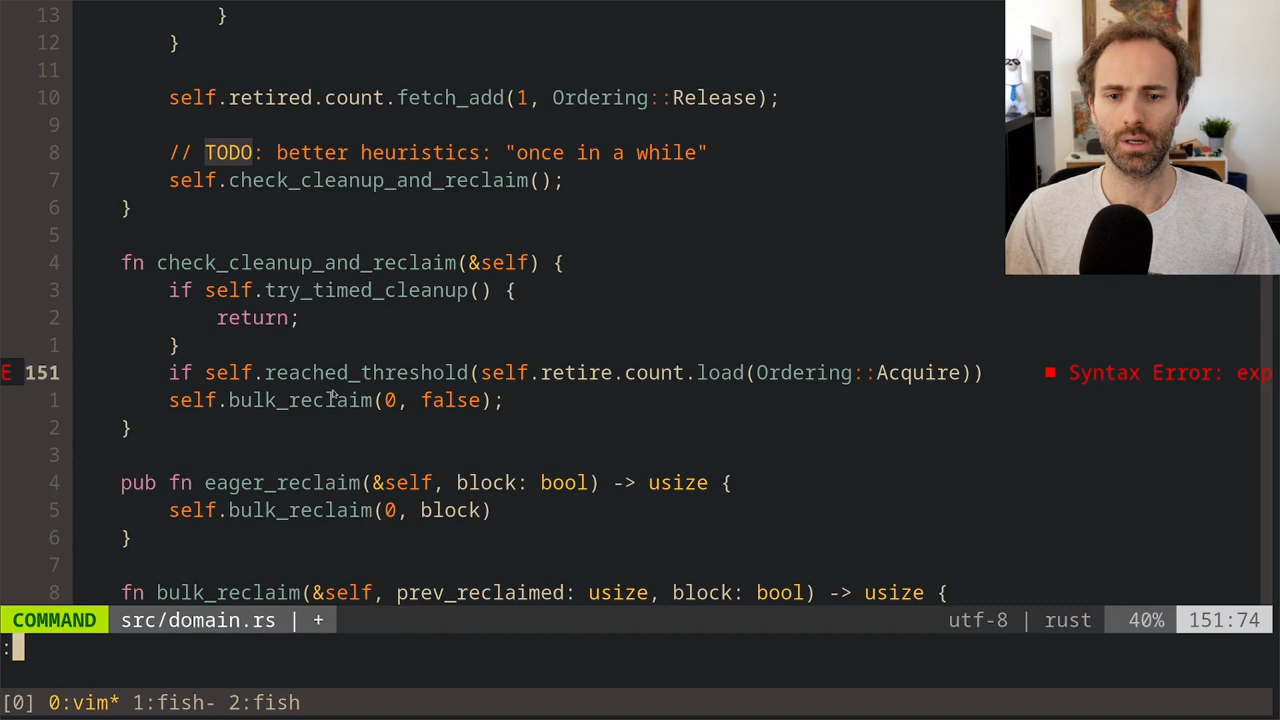 13             }
12         }
11
10         self.retired.count.fetch_add(1, Ordering::Release);
9
8         // TODO: better heuristics: "once in a while"
7         self.check_cleanup_and_reclaim();
6     }
5
4     fn check_cleanup_and_reclaim(&self) {
3         if self.try_timed_cleanup() {
2             return;
1         }
E 151         if self.reached_threshold(self.retire.count.load(Ordering::Acquire))     ■ Syntax Error: exp
1         self.bulk_reclaim(0, false);
2     }
3
4     pub fn eager_reclaim(&self, block: bool) -> usize {
5         self.bulk_reclaim(0, block)
6     }
7
8     fn bulk_reclaim(&self, prev_reclaimed: usize, block: bool) -> usize {
COMMAND src/domain.rs | + utf-8 | rust 40% 151:74
:
[0] 0:vim* 1:fish- 2:fish